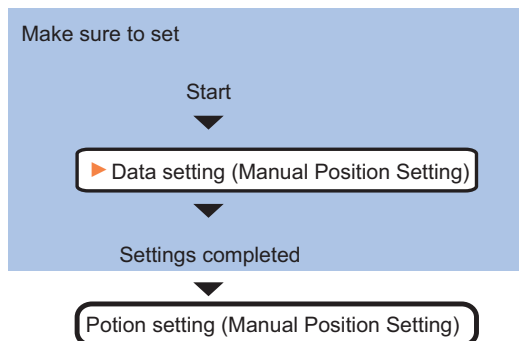 Make sure to set
Start
Data setting (Manual Position Setting)
Settings completed
Potion setting (Manual Position Setting)